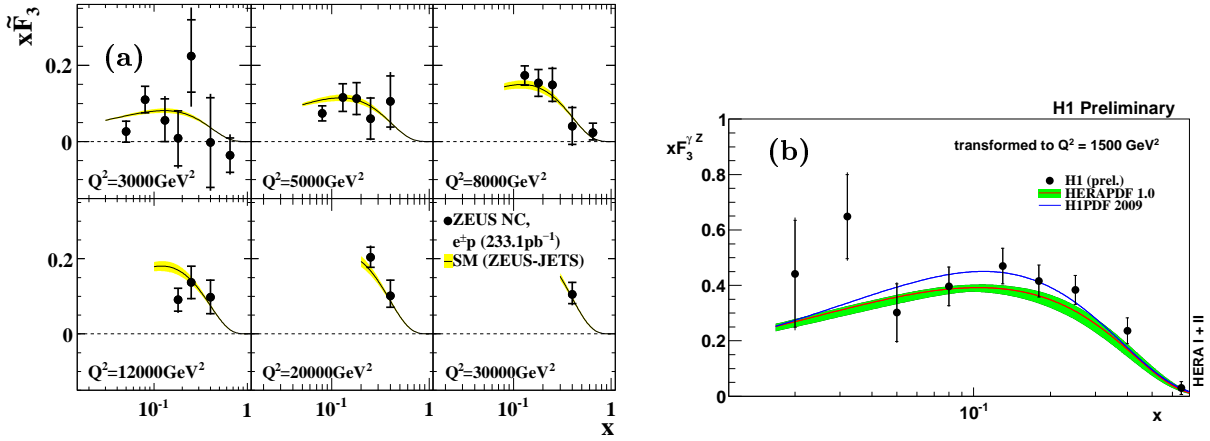 xF̃₃
(a)
0.2
0
Q²=3000GeV²
Q²=5000GeV²
Q²=8000GeV²
0.2
0
ZEUS NC,
e±p (233.1pb⁻¹)
SM (ZEUS-JETS)
Q²=12000GeV²
Q²=20000GeV²
Q²=30000GeV²
10⁻¹
10⁻¹
1
10⁻¹
1
x
H1 Preliminary
xF₃^γZ
(b)
transformed to Q² = 1500 GeV²
H1 (prel.)
HERAPDF 1.0
H1PDF 2009
1
0.8
0.6
0.4
0.2
0
10⁻¹
x
HERA I + II